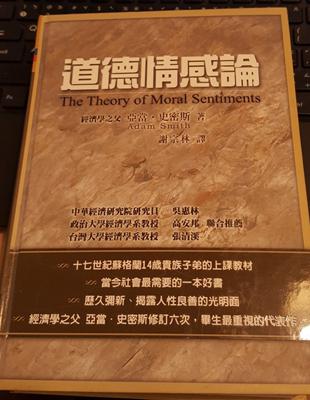 道德情感論
The Theory of Moral Sentiments
經濟學之父 亞當·史密斯 著
Adam Smith
謝宗林 譯
中華經濟研究院研究員 吳惠林
政治大學經濟學系教授 高安邦 聯合推薦
台灣大學經濟學系教授 張清溪
十七世紀蘇格蘭14歲貴族子弟的上課教材
當今社會最需要的一本好書
歷久彌新、揭露人性良善的光明面
經濟學之父 亞當·史密斯修訂六次，畢生最重視的代表作